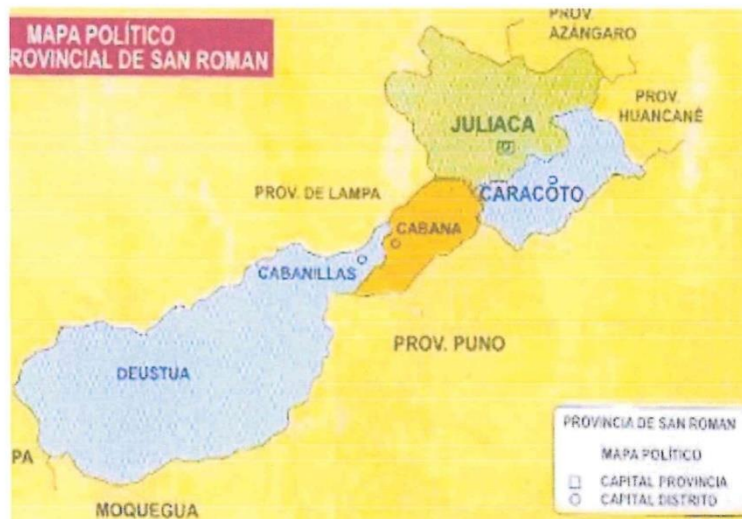 MAPA POLÍTICO
ROVINCIAL DE SAN ROMAN
PROV.
AZÁNGARO
PROV.
HUANCANÉ
JULIACA
PROV. DE LAMPA
CARACOTO
CABANA
CABANILLAS
PROV. PUNO
DEUSTUA
PA
MOQUEGUA
PROVINCIA DE SAN ROMAN
MAPA POLÍTICO
CAPITAL PROVINCIA
CAPITAL DISTRITO